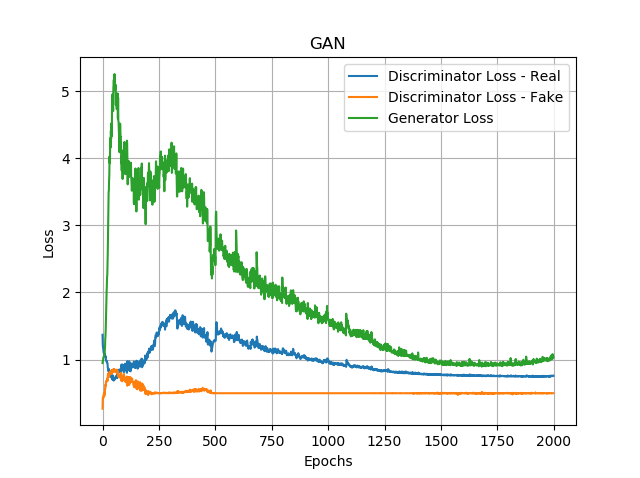 GAN
Discriminator Loss - Real
Discriminator Loss - Fake
Generator Loss
5
4
3
2
1
Loss
0 250 500 750 1000 1250 1500 1750 2000
Epochs